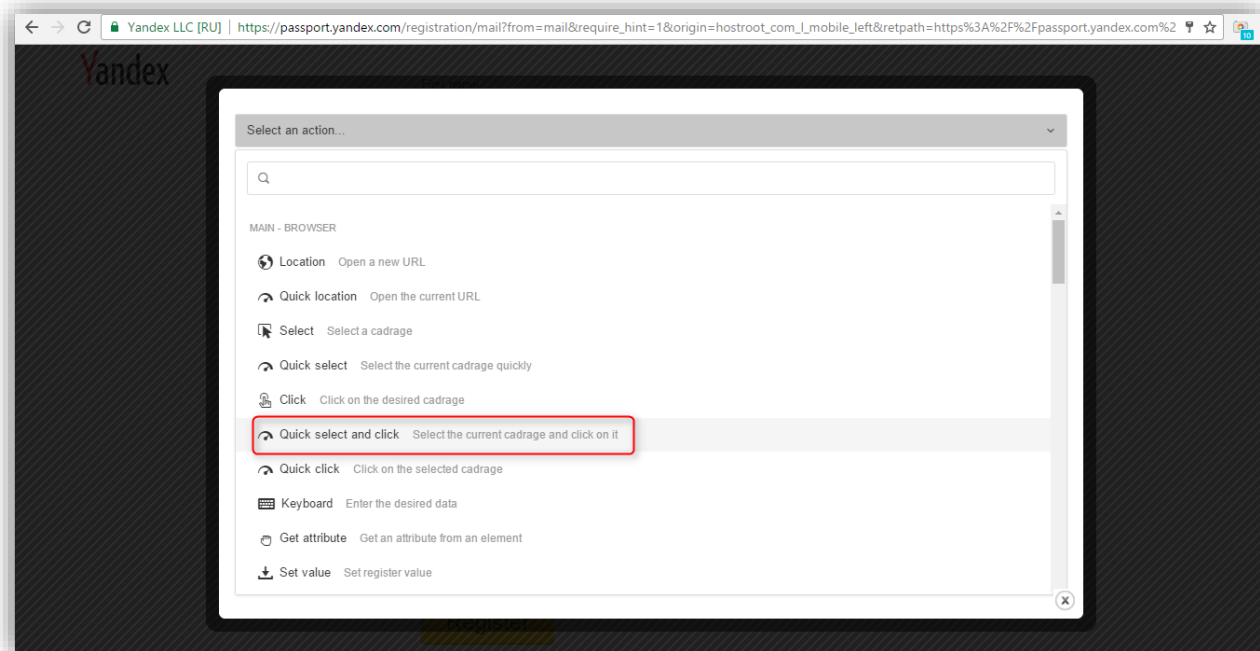 Yandex LLC [RU] | https://passport.yandex.com/registration/mail?from=mail&require_hint=1&origin=hostroot_com_l_mobile_left&retpath=https%3A%2F%2Fpassport.yandex.com%2
10
Yandex
Select an action...
MAIN - BROWSER
Location Open a new URL
Quick location Open the current URL
Select Select a cadrage
Quick select Select the current cadrage quickly
Click Click on the desired cadrage
Quick select and click Select the current cadrage and click on it
Quick click Click on the selected cadrage
Keyboard Enter the desired data
Get attribute Get an attribute from an element
Set value Set register value
x
Register